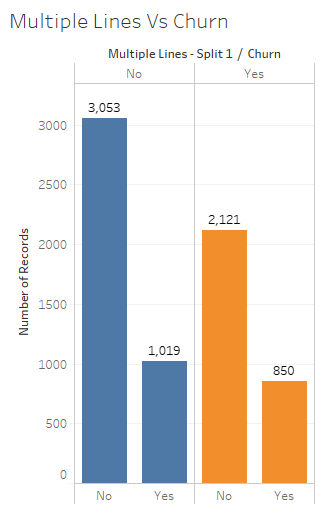 Multiple Lines Vs Churn
Multiple Lines - Split 1 / Churn
No Yes
3,053
3000
2500
2,121
2000
Number of Records
1500
1,019
1000
850
500
0
No Yes No Yes